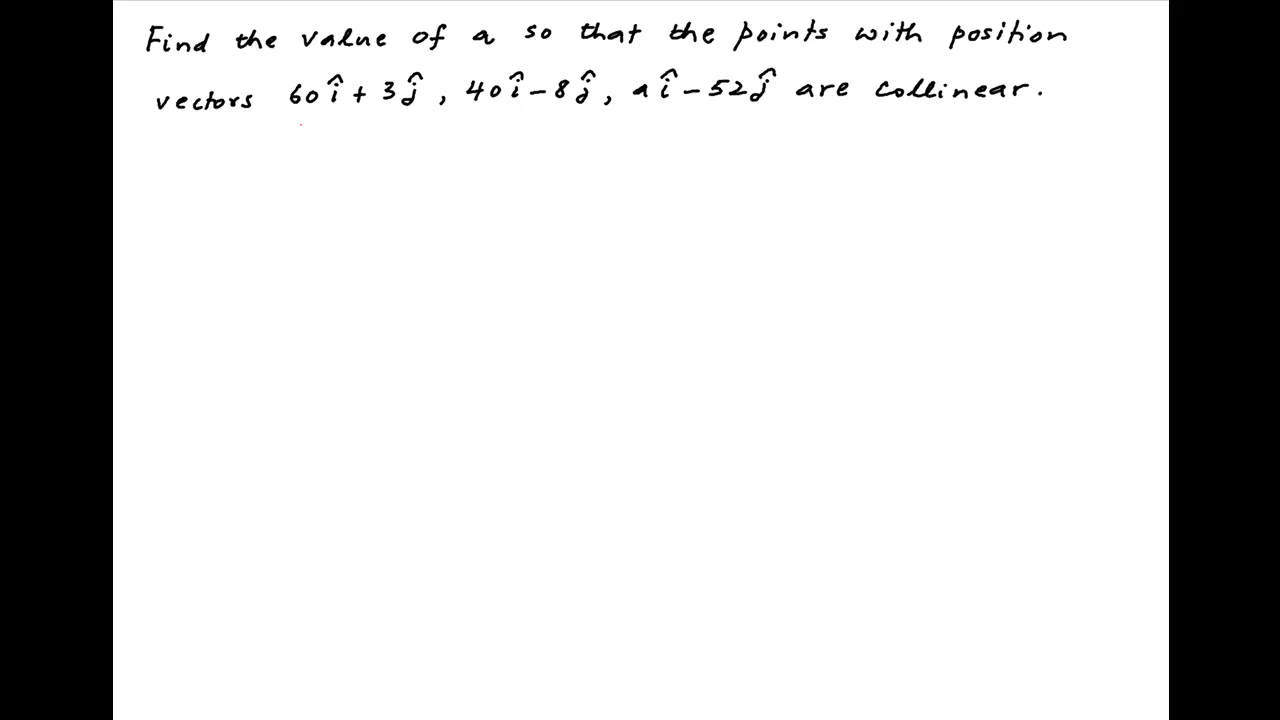 Find the value of a so that the points with position
vectors 60î + 3ĵ, 40î - 8ĵ, aî - 52ĵ are collinear.